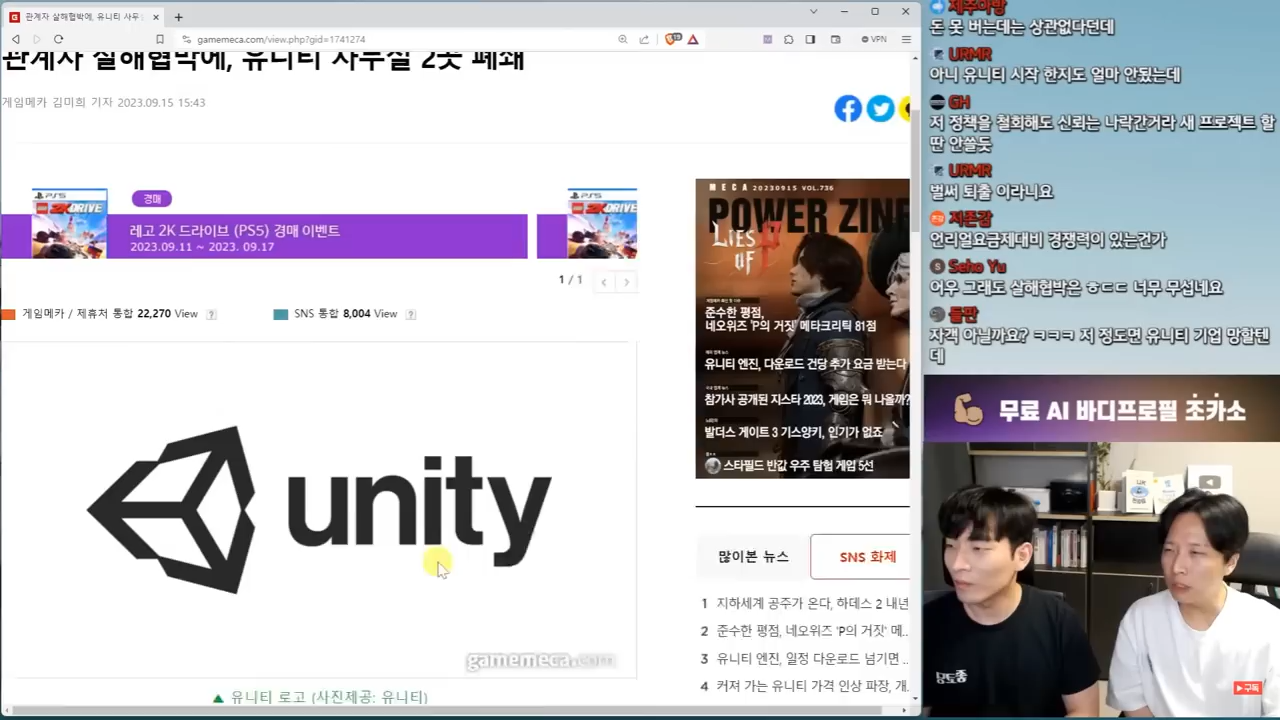 관계자 살해협박에, 유니티 사무
gamemeca.com/view.php?gid=1741274
VPN
관계자 살해협박에, 유니티 사무실 2곳 폐쇄
게임메카 김미희 기자 2023.09.15 15:43
경매
레고 2K 드라이브 (PS5) 경매 이벤트
2023.09.11 ~ 2023. 09.17
1 / 1
게임메카 / 제휴처 통합 22,270 View ?
SNS 통합 8,004 View ?
unity
gamemeca.com
▲ 유니티 로고 (사진제공: 유니티)
MECA 20230915 VOL.736
POWER ZINE
LIES OF P
준수한 평점,
네오위즈 'P의 거짓' 메타크리틱 81점
유니티 엔진, 다운로드 건당 추가 요금 받는다
참가사 공개된 지스타 2023, 게임은 뭐 나올까?
발더스 게이트 3 기스양키, 인기가 없죠
스타필드 반값 우주 탐험 게임 5선
많이본 뉴스
SNS 화제
1 지하세계 공주가 온다, 하데스 2 내년
2 준수한 평점, 네오위즈 'P의 거짓' 메..
3 유니티 엔진, 일정 다운로드 넘기면 ..
4 커져 가는 유니티 가격 인상 파장, 개.
제주아방
돈 못 버는데는 상관없다던데
URMR
아니 유니티 시작 한지도 얼마 안됐는데
GH
저 정책을 철회해도 신뢰는 나락간거라 새 프로젝트 할
딴 안쓸듯
URMR
벌써 퇴출 이라니요
지존감
언리얼요금제대비 경쟁력이 있는건가
Seho Yu
어우 그래도 살해협박은 ㅎㄷㄷ 너무 무섭네요
들판
자객 아닐까요? ㅋㅋㅋ 저 정도면 유니티 기업 망할텐
데
무료 AI 바디프로필 조카소
구독